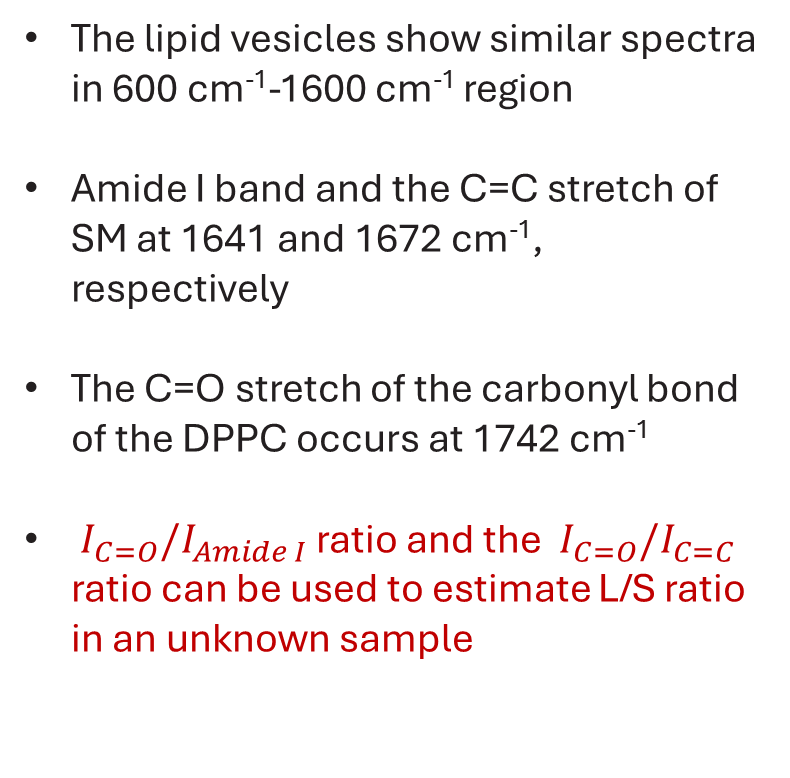 • The lipid vesicles show similar spectra
in 600 cm⁻¹-1600 cm⁻¹ region
• Amide I band and the C=C stretch of
SM at 1641 and 1672 cm⁻¹,
respectively
• The C=O stretch of the carbonyl bond
of the DPPC occurs at 1742 cm⁻¹
• I_{C=O}/I_{Amide I} ratio and the I_{C=O}/I_{C=C}
ratio can be used to estimate L/S ratio
in an unknown sample